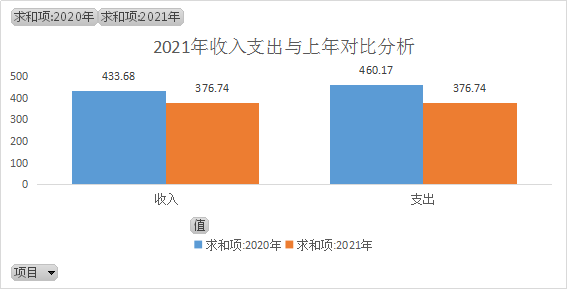 求和项:2020年 求和项:2021年
2021年收入支出与上年对比分析
500
400
300
200
100
0
433.68
376.74
460.17
376.74
收入
支出
值
求和项:2020年 求和项:2021年
项目